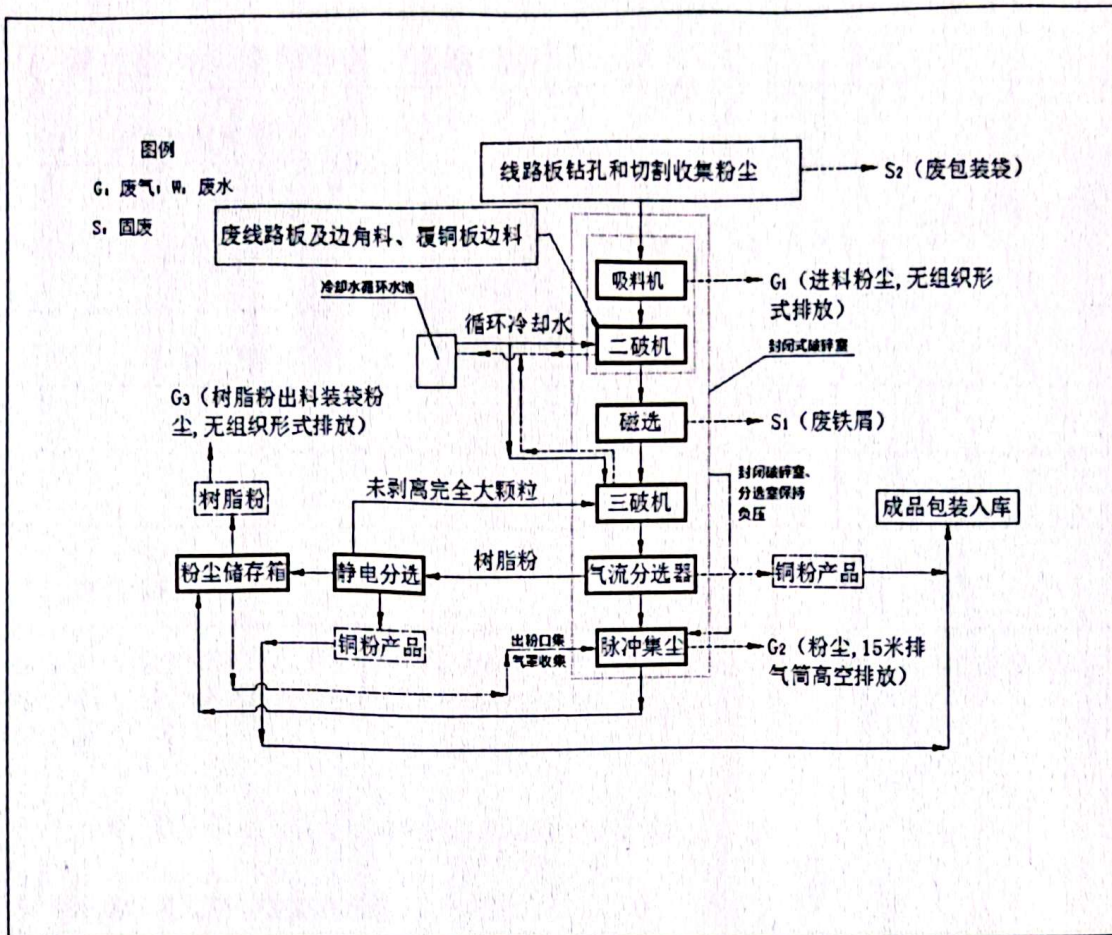 图例
G: 废气; W: 废水
S: 固废
线路板钻孔和切割收集粉尘
S2 (废包装袋)
废线路板及边角料、覆铜板边料
吸料机
G1 (进料粉尘, 无组织形
式排放)
冷却水循环水池
循环冷却水
二破机
封闭式破碎室
G3 (树脂粉出料装袋粉
尘, 无组织形式排放)
磁选
S1 (废铁屑)
封闭破碎室、
分选室保持
负压
树脂粉
未剥离完全大颗粒
三破机
成品包装入库
粉尘储存箱
静电分选
树脂粉
气流分选器
铜粉产品
铜粉产品
出粉口集
气罩收集
脉冲集尘
G2 (粉尘, 15米排
气筒高空排放)